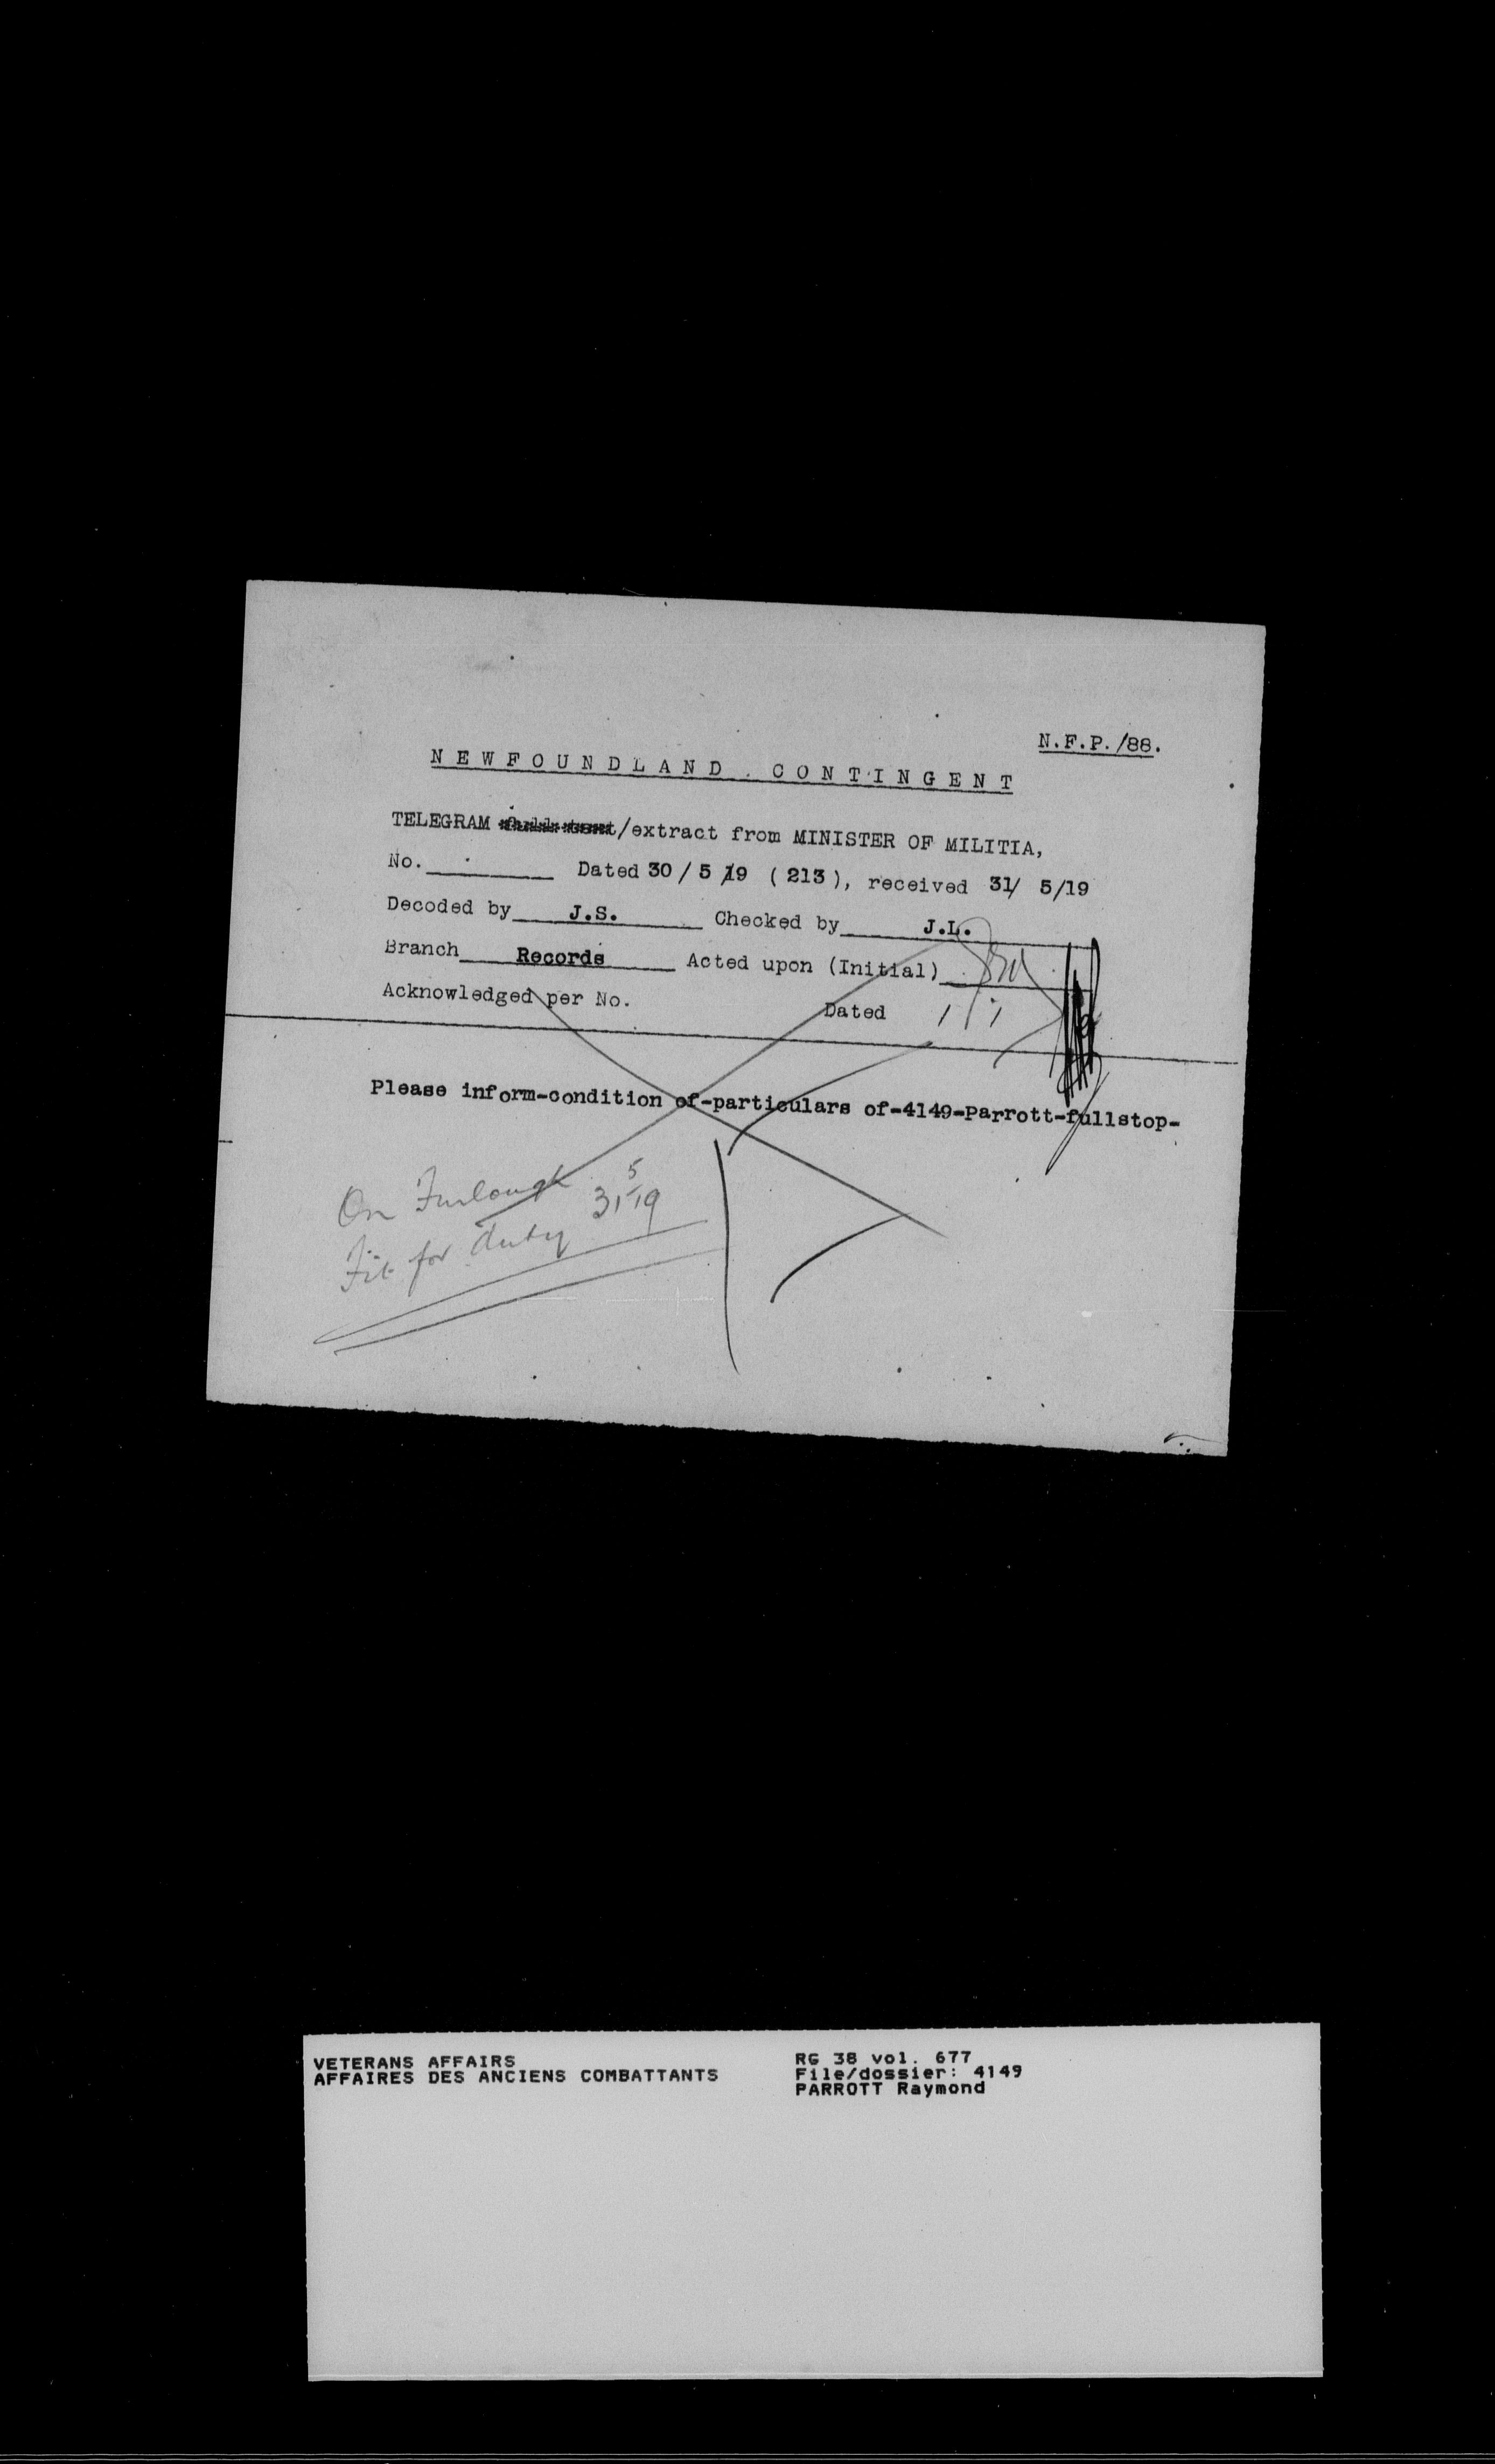 N.F.P./88.
NEWFOUNDLAND CONTINGENT
TELEGRAM full text/extract from MINISTER OF MILITIA,
No. Dated 30 / 5 /19 ( 213 ), received 31/ 5/19
Decoded by J.S. Checked by J.L.
Branch Records Acted upon (Initial)
Acknowledged per No. Dated / /
Please inform-condition of-particulars of-4149-Parrott-fullstop-
On Furlough 31/5/19
Fit for duty
VETERANS AFFAIRS
AFFAIRES DES ANCIENS COMBATTANTS
RG 38 vol. 677
File/dossier: 4149
PARROTT Raymond